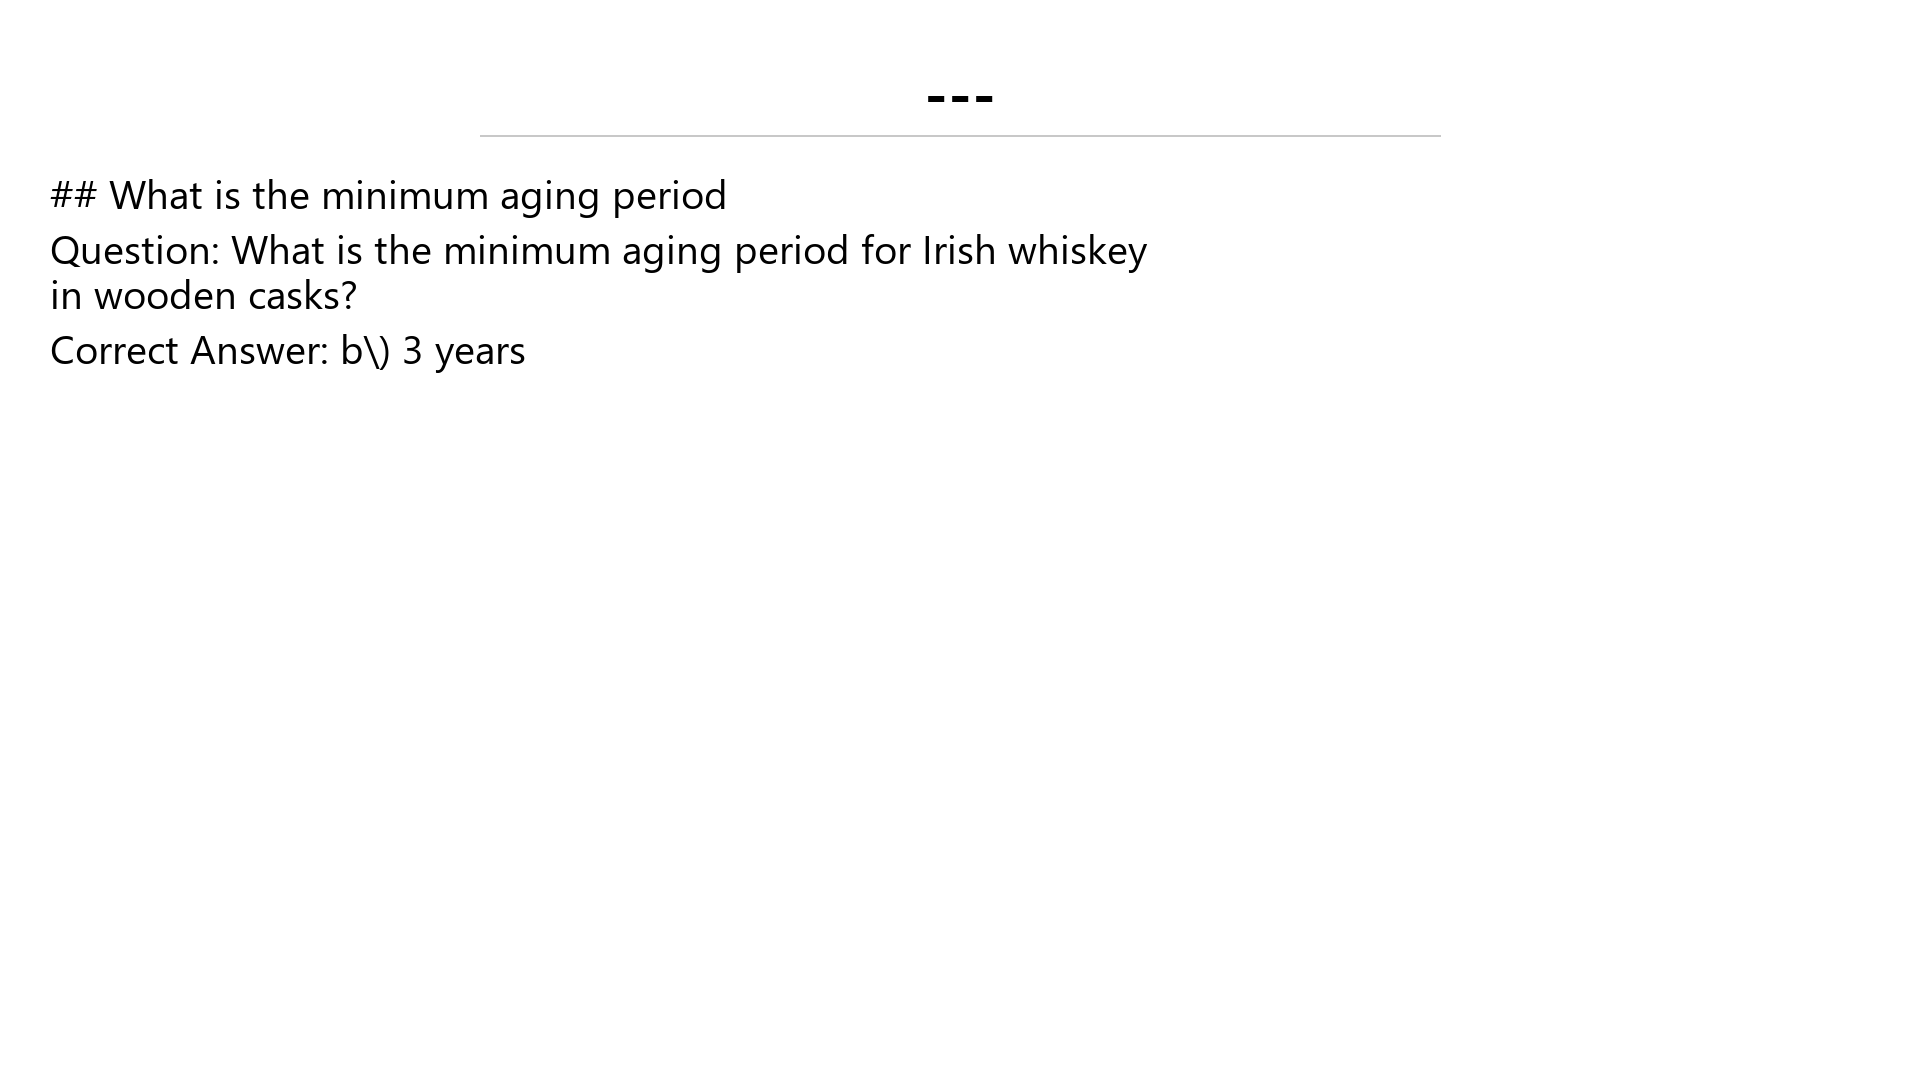 ---
## What is the minimum aging period
Question: What is the minimum aging period for Irish whiskey
in wooden casks?
Correct Answer: b\) 3 years